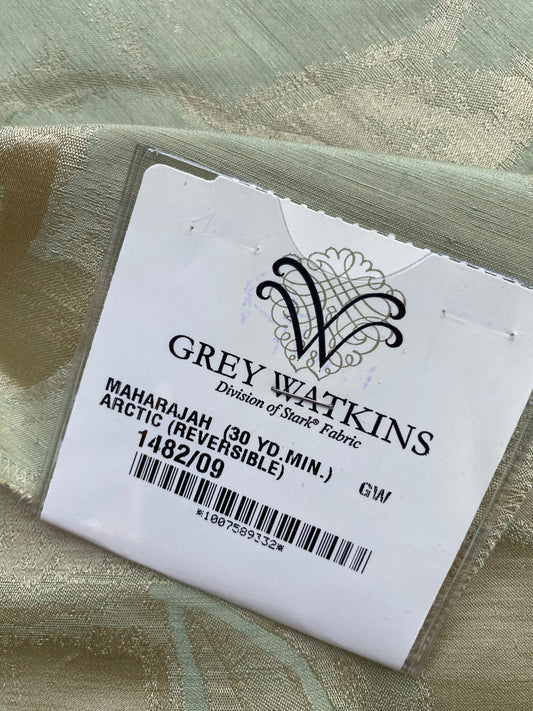 W
GREY WATKINS
Division of Stark® Fabric
MAHARAJAH (30 YD.MIN.)
ARCTIC (REVERSIBLE) GW
1482/09
*1007589332*